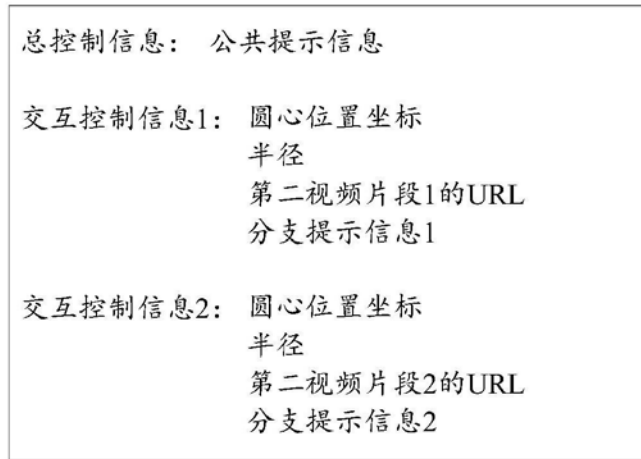 总控制信息： 公共提示信息
交互控制信息1： 圆心位置坐标
半径
第二视频片段1的URL
分支提示信息1
交互控制信息2： 圆心位置坐标
半径
第二视频片段2的URL
分支提示信息2